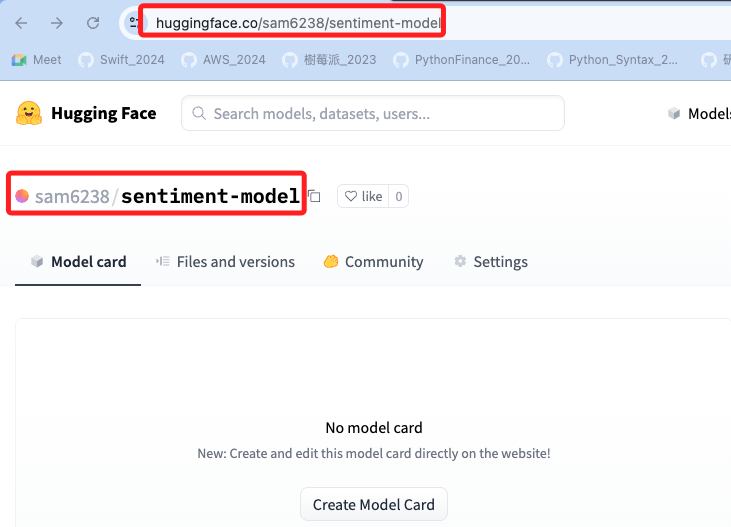 huggingface.co/sam6238/sentiment-model
Meet Swift_2024 AWS_2024 樹莓派_2023 PythonFinance_20... Python_Syntax_2...
Hugging Face Search models, datasets, users... Models
sam6238/sentiment-model like 0
Model card Files and versions Community Settings
No model card
New: Create and edit this model card directly on the website!
Create Model Card